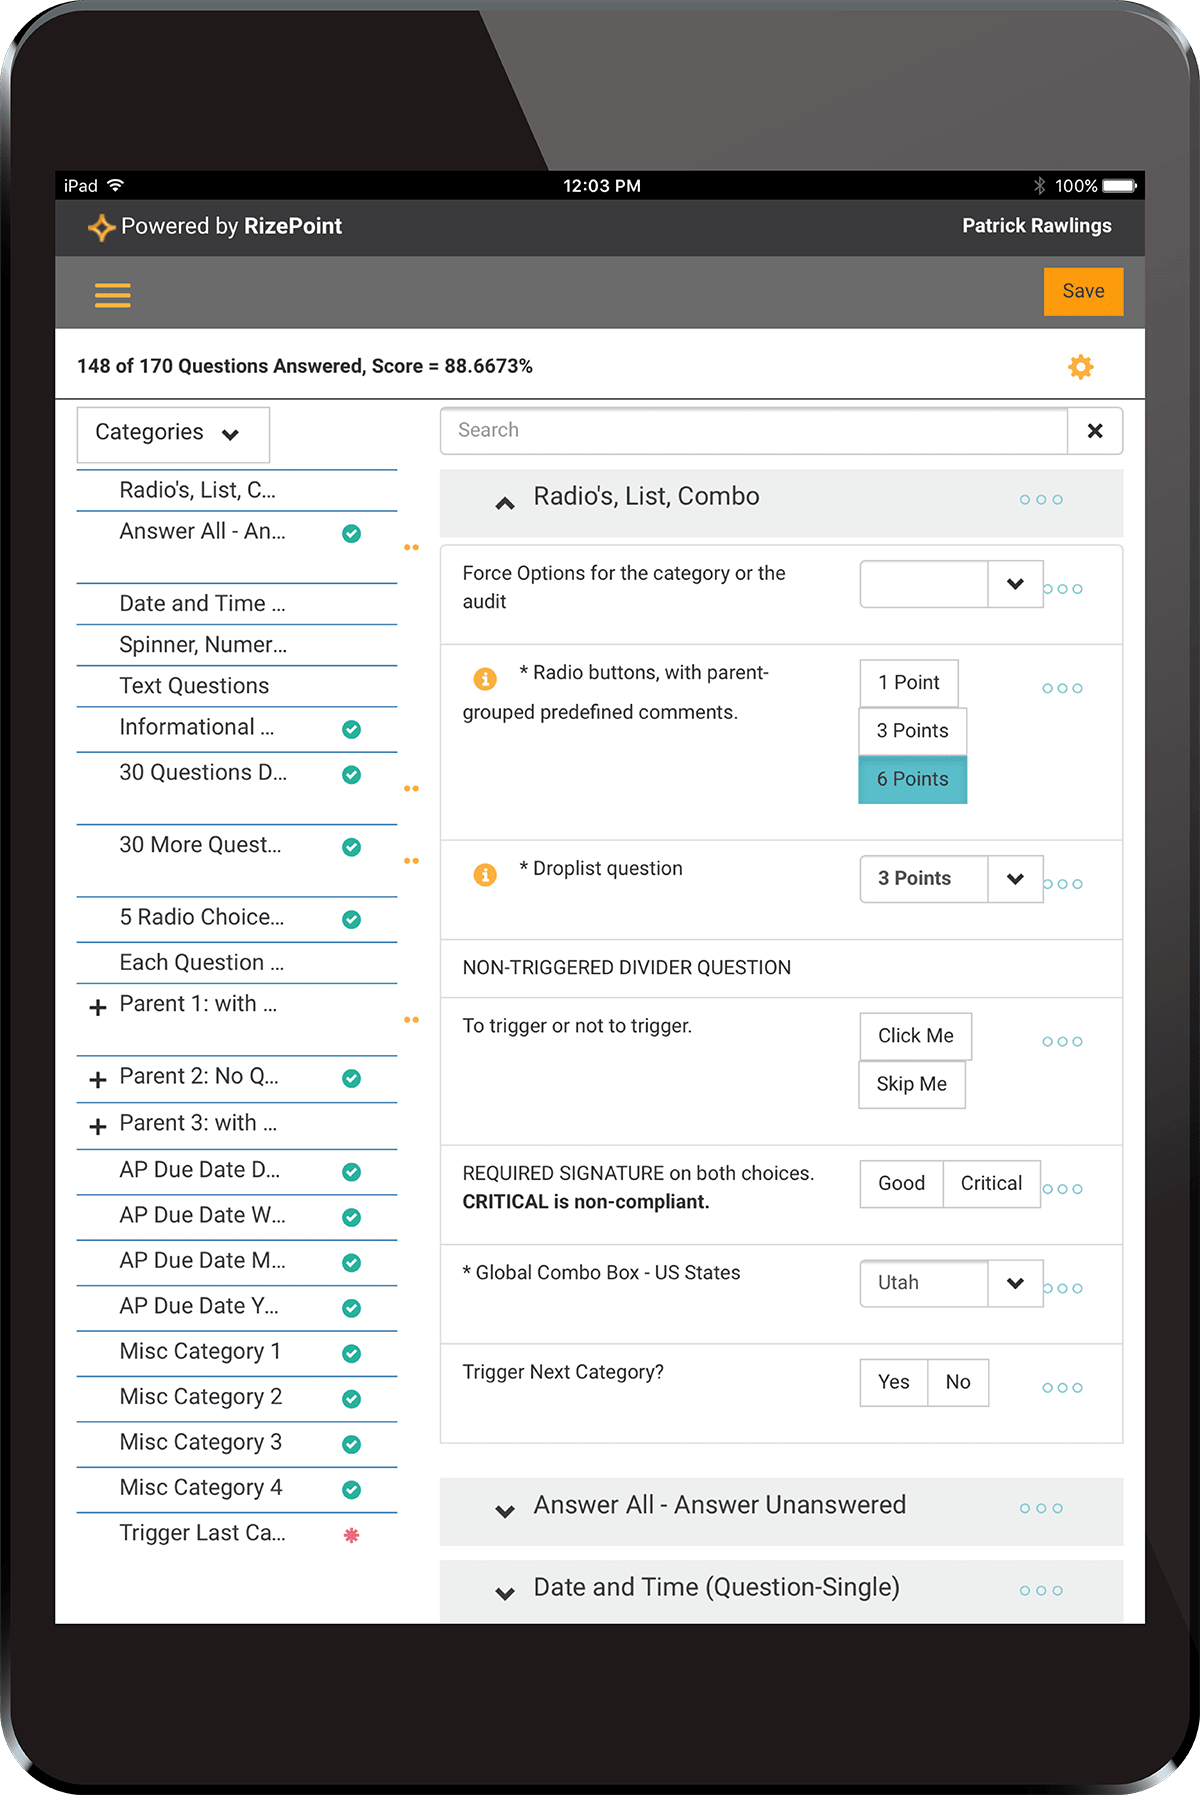 iPad 12:03 PM 100%
Powered by RizePoint Patrick Rawlings
Save
148 of 170 Questions Answered, Score = 88.6673%
Categories
Radio's, List, C...
Answer All - An...
Date and Time ...
Spinner, Numer...
Text Questions
Informational ...
30 Questions D...
30 More Quest...
5 Radio Choice...
Each Question ...
Parent 1: with ...
Parent 2: No Q...
Parent 3: with ...
AP Due Date D...
AP Due Date W...
AP Due Date M...
AP Due Date Y...
Misc Category 1
Misc Category 2
Misc Category 3
Misc Category 4
Trigger Last Ca...
Search
Radio's, List, Combo
Force Options for the category or the
audit
* Radio buttons, with parent-
grouped predefined comments.
1 Point
3 Points
6 Points
* Droplist question
3 Points
NON-TRIGGERED DIVIDER QUESTION
To trigger or not to trigger.
Click Me
Skip Me
REQUIRED SIGNATURE on both choices.
CRITICAL is non-compliant.
Good Critical
* Global Combo Box - US States
Utah
Trigger Next Category?
Yes No
Answer All - Answer Unanswered
Date and Time (Question-Single)